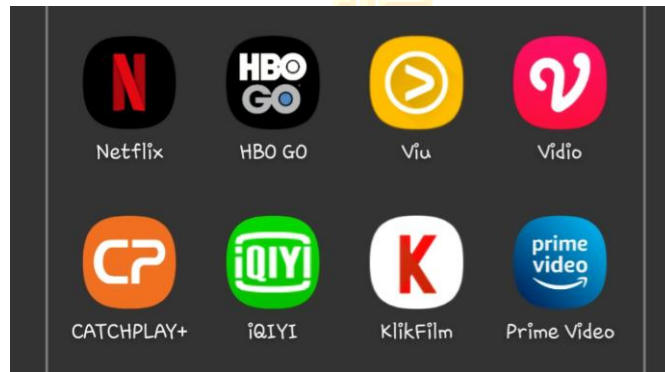 N HBO GO V
Netflix HBO GO Viu Vidio
CP iQIYI K prime video
CATCHPLAY+ iQIYI KlikFilm Prime Video